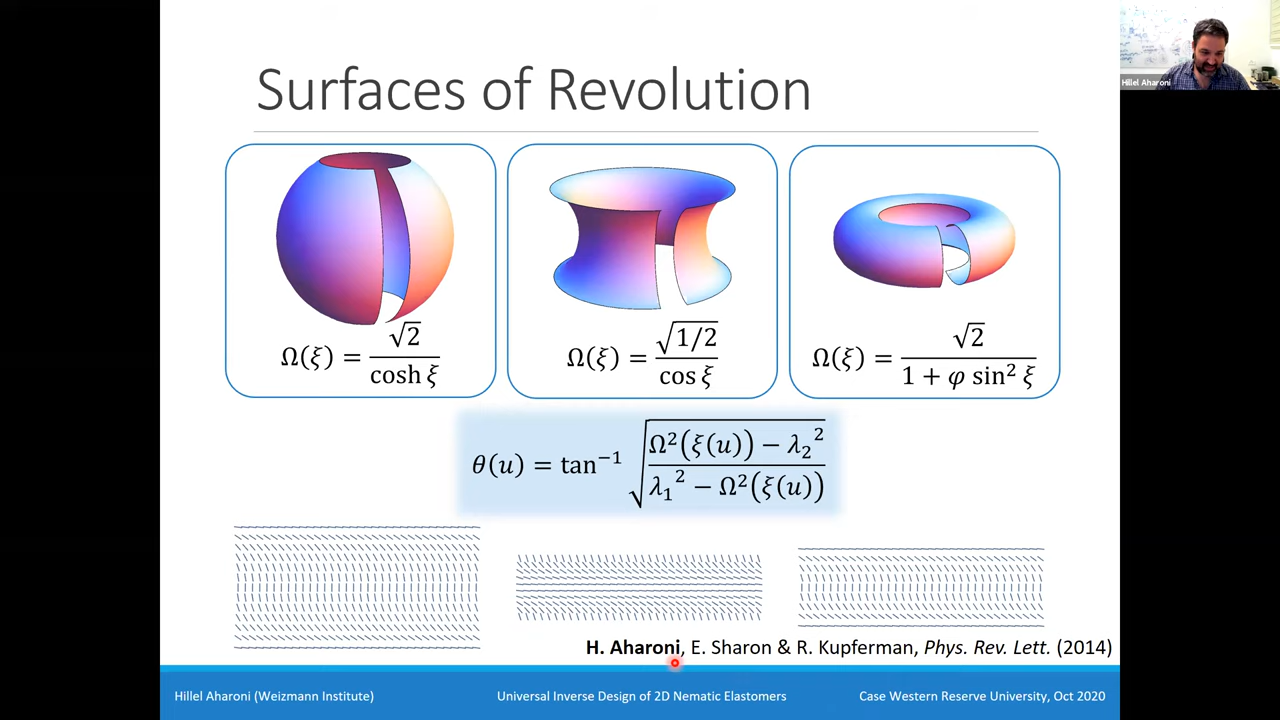 Hillel Aharoni
Surfaces of Revolution
Ω(ξ) = √2 / cosh ξ
Ω(ξ) = √1/2 / cos ξ
Ω(ξ) = √2 / 1 + φ sin² ξ
θ(u) = tan⁻¹ √(Ω²(ξ(u)) − λ₂² / λ₁² − Ω²(ξ(u)))
H. Aharoni, E. Sharon & R. Kupferman, Phys. Rev. Lett. (2014)
Hillel Aharoni (Weizmann Institute)
Universal Inverse Design of 2D Nematic Elastomers
Case Western Reserve University, Oct 2020